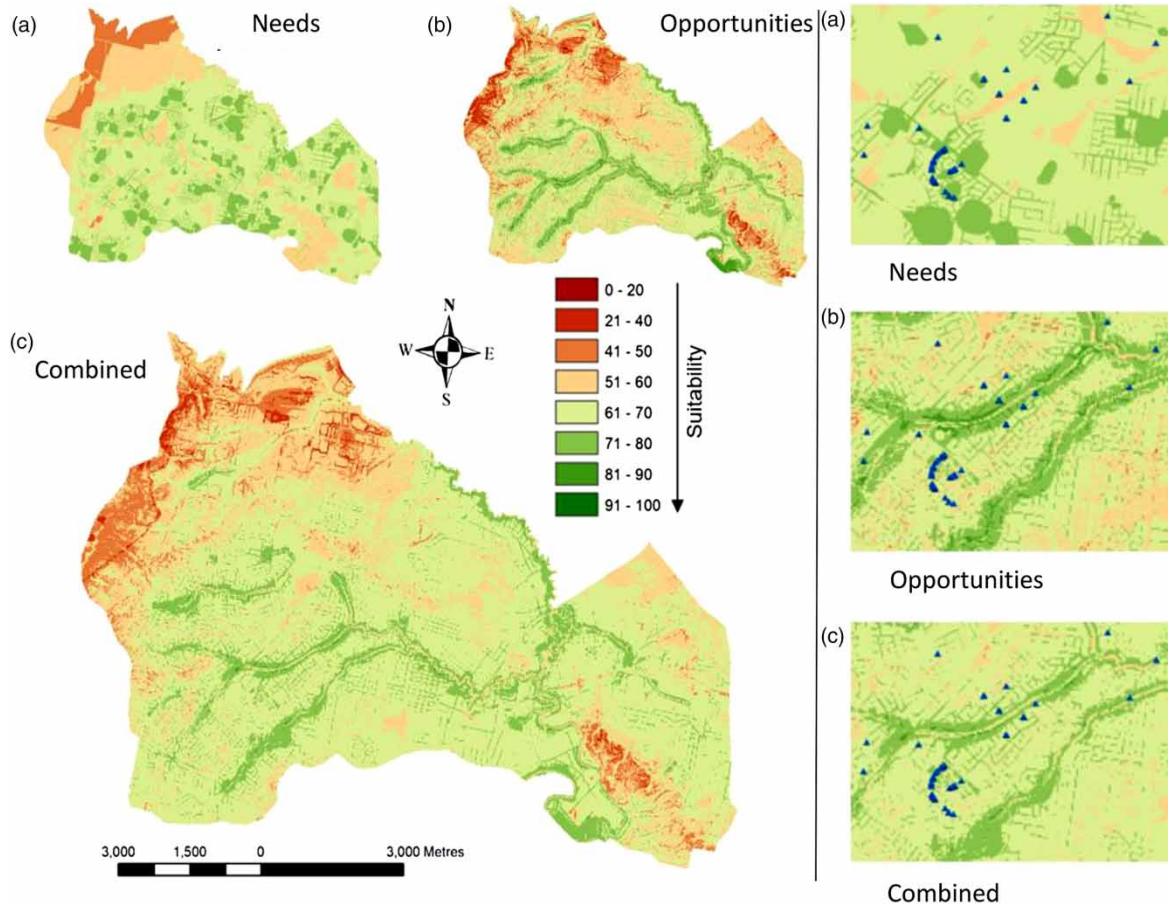 (a)
Needs
(b)
Opportunities
(c)
Combined
N
W
E
S
0 - 20
21 - 40
41 - 50
51 - 60
61 - 70
71 - 80
81 - 90
91 - 100
Suitability
3,000 1,500 0 3,000 Metres
(a)
Needs
(b)
Opportunities
(c)
Combined